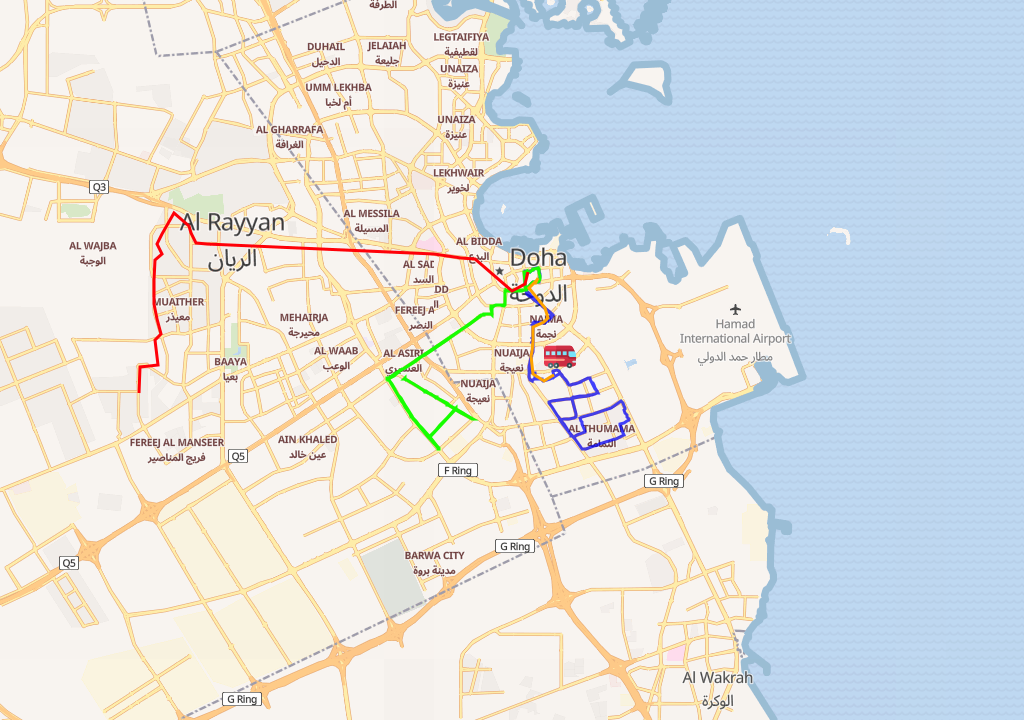 الطرفة
LEGTAIFIYA
لقطيفية
DUHAIL
الدحيل
JELAIAH
جليعة
UNAIZA
عنيزة
UMM LEKHBA
أم لخبا
UNAIZA
عنيزة
AL GHARRAFA
الغرافة
LEKHWAIR
لخوير
Q3
AL MESSILA
المسيلة
Al Rayyan
الريان
AL WAJBA
الوجبة
AL BIDDA
البدع
Doha
الدوحة
AL SAD
السد
DD
ال
MUAITHER
معيذر
FEREEJ A
النصر
MEHAIRJA
محيرجة
NAJMA
نجمة
Hamad
International Airport
مطار حمد الدولي
AL WAAB
الوعب
AL ASIRI
العسيري
NUAIJA
نعيجة
BAAYA
بعيا
NUAIJA
نعيجة
AL THUMAMA
الثمامة
FEREEJ AL MANSEER
فريج المناصير
AIN KHALED
عين خالد
Q5
F Ring
G Ring
G Ring
BARWA CITY
مدينة بروة
Q5
Al Wakrah
الوكرة
G Ring